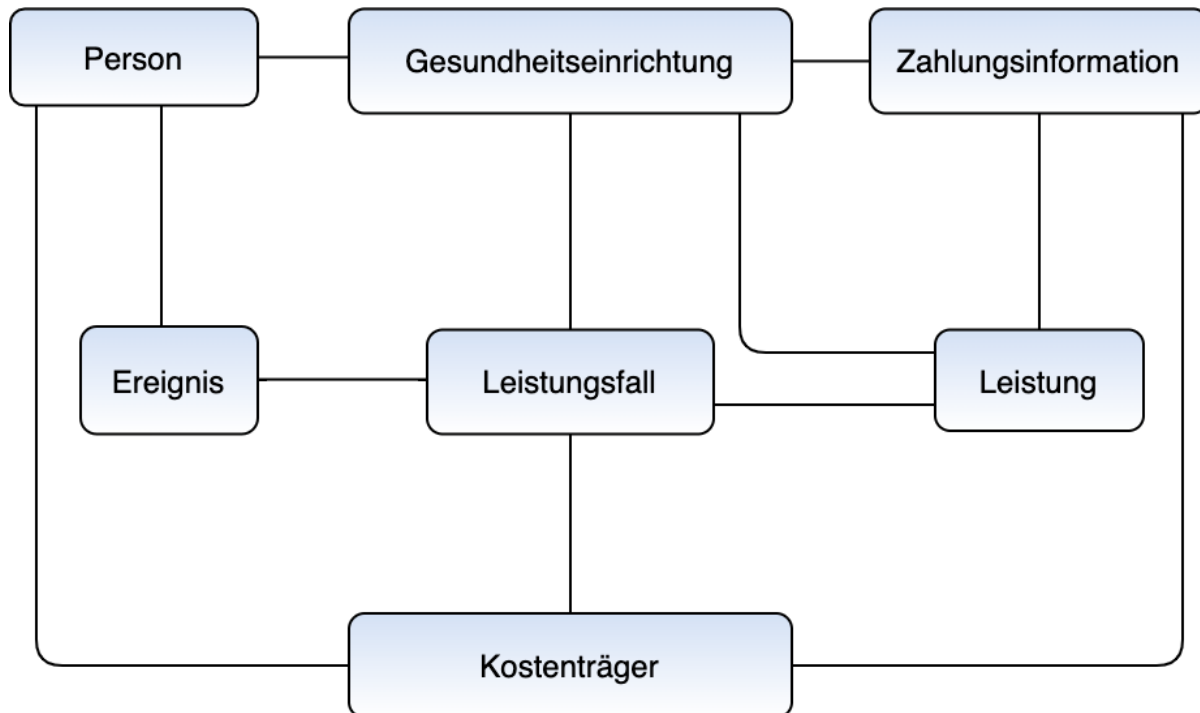 Person
Gesundheitseinrichtung
Zahlungsinformation
Ereignis
Leistungsfall
Leistung
Kostenträger